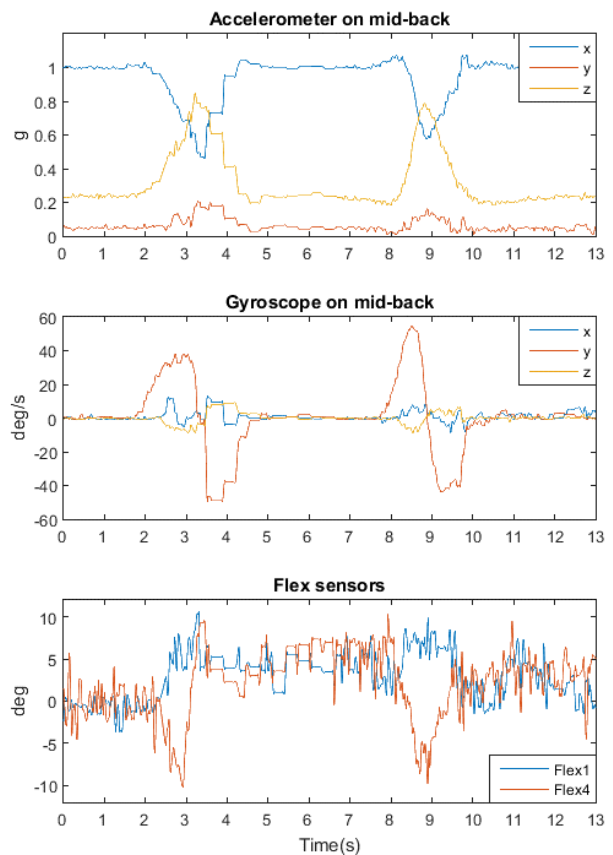 Accelerometer on mid-back
x
y
z
1
0.8
0.6
0.4
0.2
0
g
0 1 2 3 4 5 6 7 8 9 10 11 12 13
Gyroscope on mid-back
x
y
z
60
40
20
0
-20
-40
-60
deg/s
0 1 2 3 4 5 6 7 8 9 10 11 12 13
Flex sensors
10
5
0
-5
-10
deg
Flex1
Flex4
0 1 2 3 4 5 6 7 8 9 10 11 12 13
Time(s)